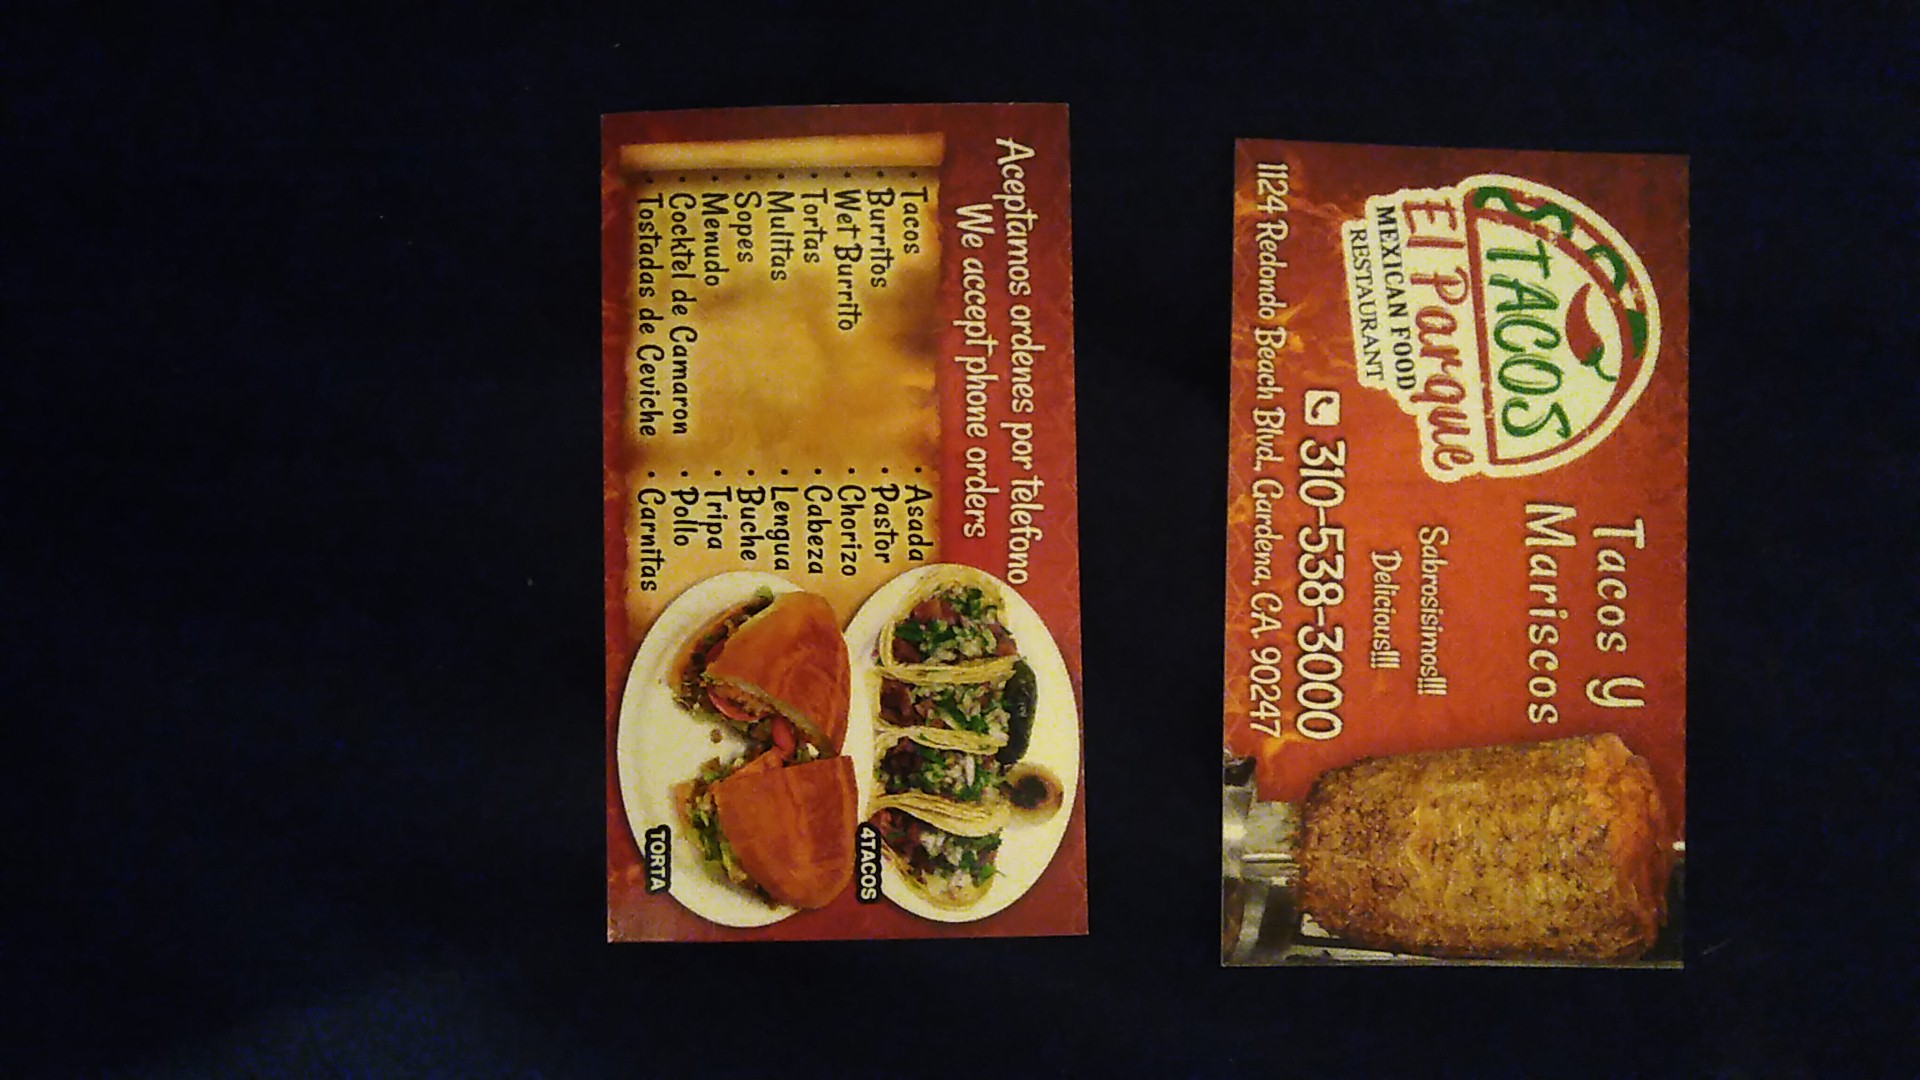 TACOS
El Parque
MEXICAN FOOD
RESTAURANT
Tacos y
Mariscos
Sabrosisimos!!!
Delicious!!!
310-538-3000
1124 Redondo Beach Blvd., Gardena, CA. 90247
Aceptamos ordenes por telefono
We accept phone orders
• Tacos
• Burritos
• Wet Burrito
• Tortas
• Mulitas
• Sopes
• Menudo
• Cocktel de Camaron
• Tostadas de Ceviche
• Asada
• Pastor
• Chorizo
• Cabeza
• Lengua
• Buche
• Tripa
• Pollo
• Carnitas
4TACOS
TORTA